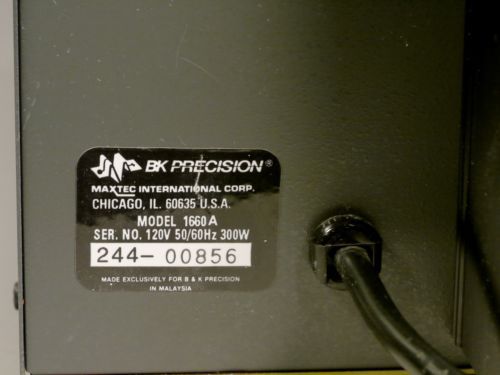 BK PRECISION®
MAXTEC INTERNATIONAL CORP.
CHICAGO, IL. 60635 U.S.A.
MODEL 1660A
SER. NO. 120V 50/60Hz 300W
244-00856
MADE EXCLUSIVELY FOR B & K PRECISION
IN MALAYSIA